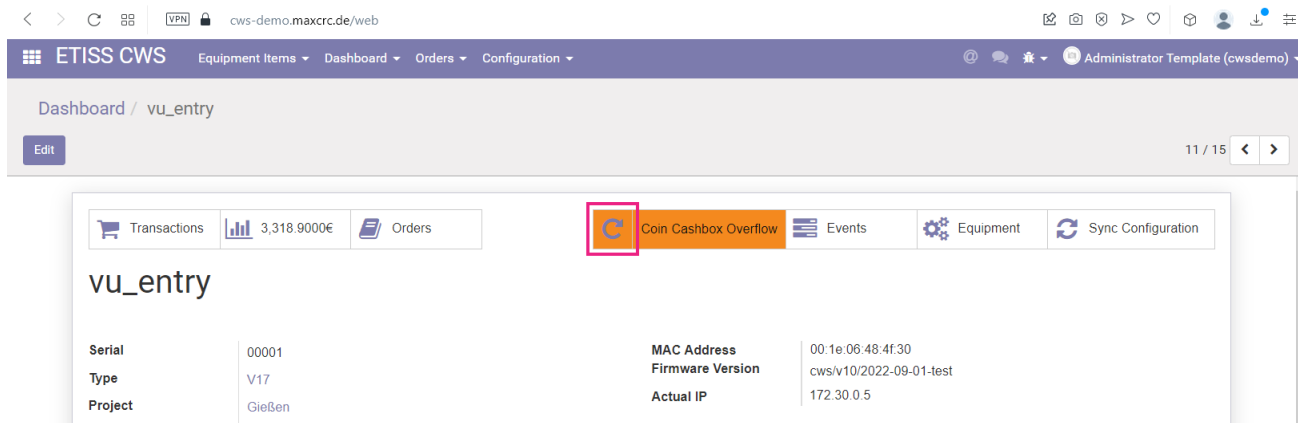 VPN cws-demo.maxcrc.de/web
ETISS CWS Equipment Items Dashboard Orders Configuration @ Administrator Template (cwsdemo)
Dashboard / vu_entry
Edit 11 / 15
Transactions 3,318.9000€ Orders Coin Cashbox Overflow Events Equipment Sync Configuration
vu_entry
Serial 00001 MAC Address 00:1e:06:48:4f:30
Firmware Version cws/v10/2022-09-01-test
Type V17
Actual IP 172.30.0.5
Project Gießen